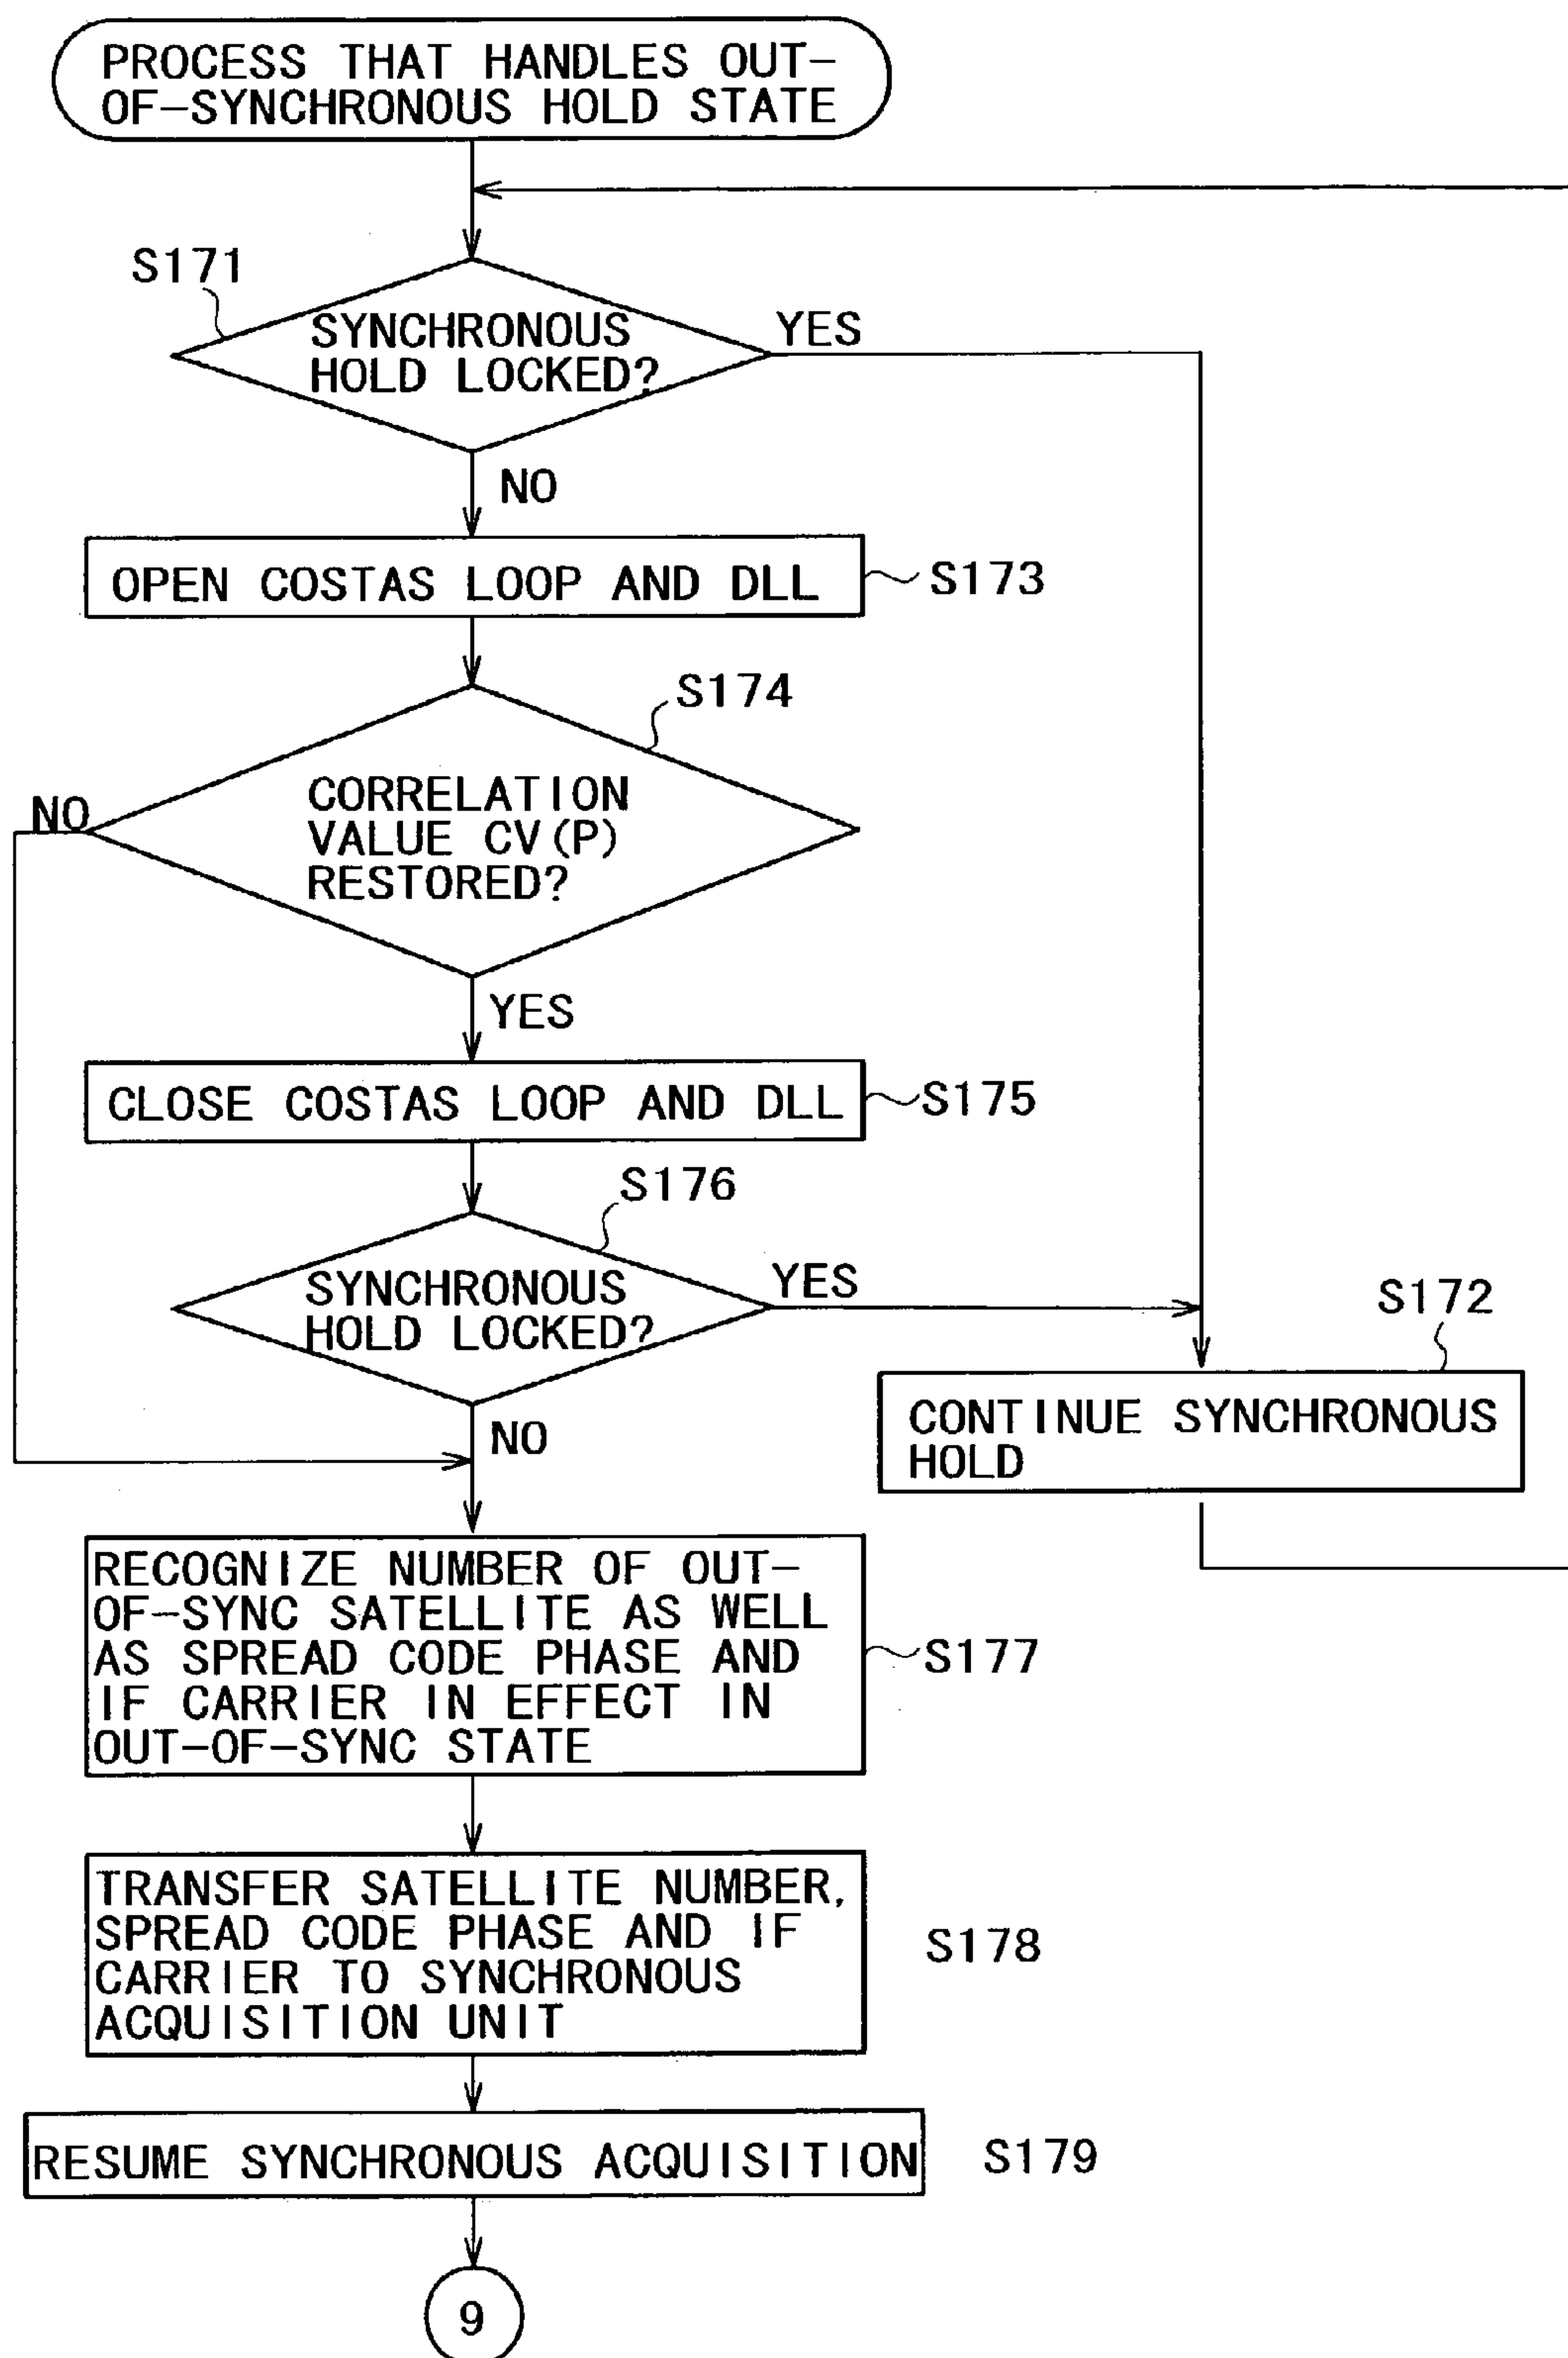 PROCESS THAT HANDLES OUT-
OF-SYNCHRONOUS HOLD STATE
S171
SYNCHRONOUS
HOLD LOCKED?
YES
NO
OPEN COSTAS LOOP AND DLL
S173
S174
CORRELATION
VALUE CV(P)
RESTORED?
NO
YES
CLOSE COSTAS LOOP AND DLL
S175
S176
SYNCHRONOUS
HOLD LOCKED?
YES
S172
CONTINUE SYNCHRONOUS
HOLD
NO
RECOGNIZE NUMBER OF OUT-
OF-SYNC SATELLITE AS WELL
AS SPREAD CODE PHASE AND
IF CARRIER IN EFFECT IN
OUT-OF-SYNC STATE
S177
TRANSFER SATELLITE NUMBER,
SPREAD CODE PHASE AND IF
CARRIER TO SYNCHRONOUS
ACQUISITION UNIT
S178
RESUME SYNCHRONOUS ACQUISITION
S179
9